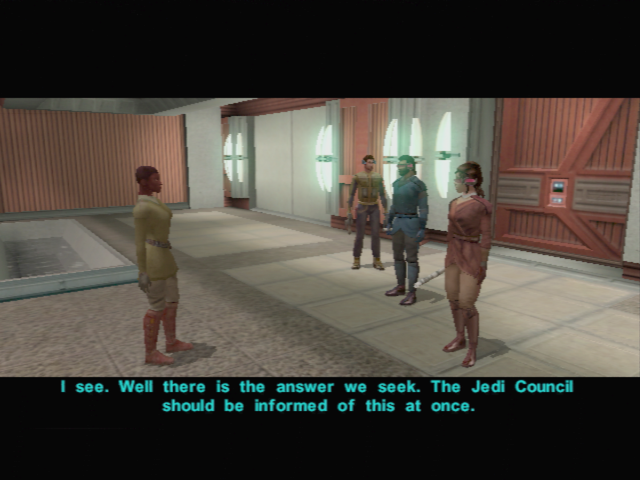 I see. Well there is the answer we seek. The Jedi Council
should be informed of this at once.